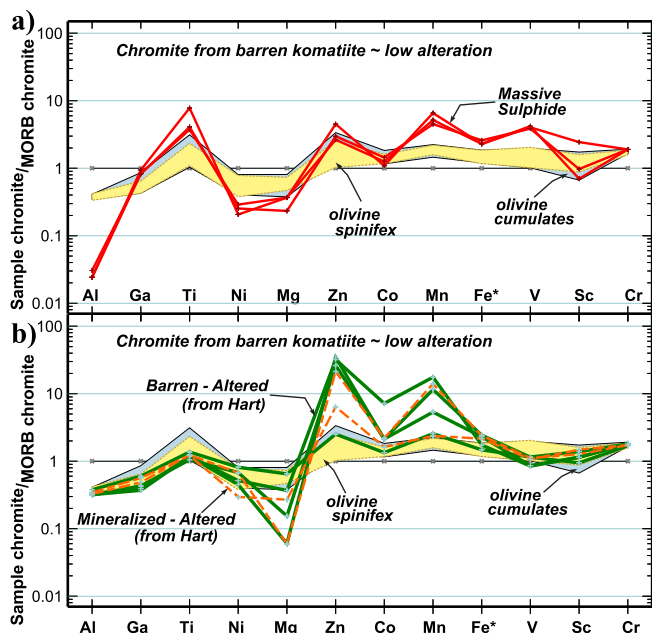 a)
100
Chromite from barren komatiite ~ low alteration
10
Massive
Sulphide
1
olivine
spinifex
olivine
cumulates
0.1
0.01
Sample chromite/MORB chromite
Al Ga Ti Ni Mg Zn Co Mn Fe* V Sc Cr
b)
100
Chromite from barren komatiite ~ low alteration
Barren - Altered
(from Hart)
10
1
olivine
spinifex
olivine
cumulates
Mineralized - Altered
(from Hart)
0.1
0.01
Sample chromite/MORB chromite
Al Ga Ti Ni Mg Zn Co Mn Fe* V Sc Cr